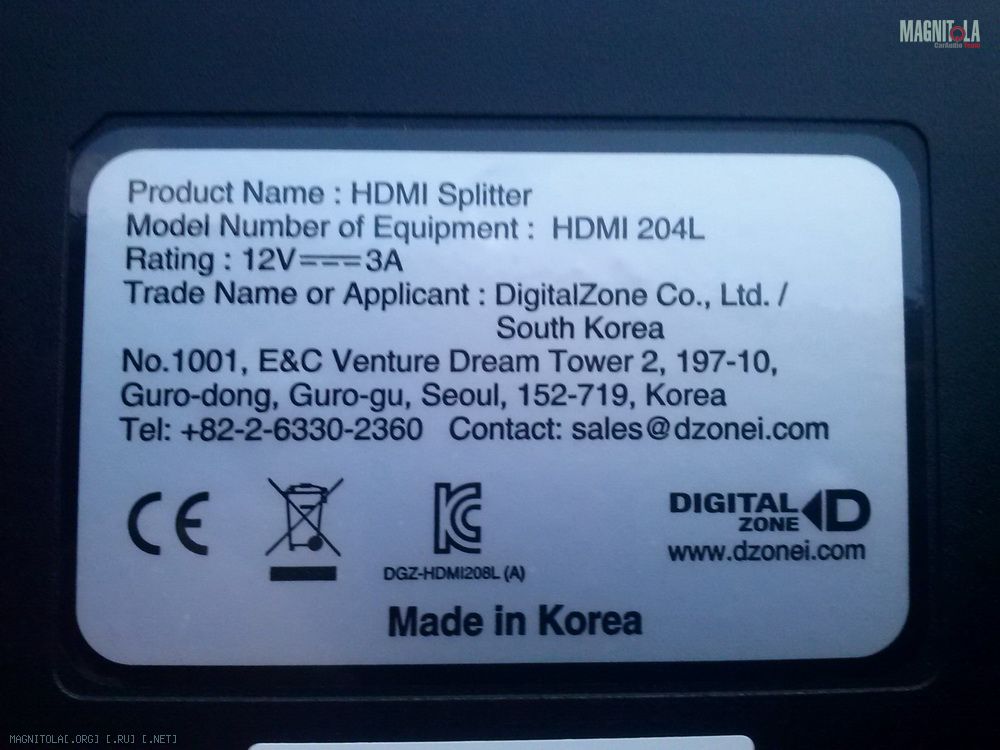 MAGNITOLA
CarAudio Team
Product Name : HDMI Splitter
Model Number of Equipment : HDMI 204L
Rating : 12V⎓3A
Trade Name or Applicant : DigitalZone Co., Ltd. /
South Korea
No.1001, E&C Venture Dream Tower 2, 197-10,
Guro-dong, Guro-gu, Seoul, 152-719, Korea
Tel: +82-2-6330-2360 Contact: sales@dzonei.com
CE
KC
DIGITAL
ZONE
D
www.dzonei.com
DGZ-HDMI208L (A)
Made in Korea
MAGNITOLA[.ORG] [.RU] [.NET]